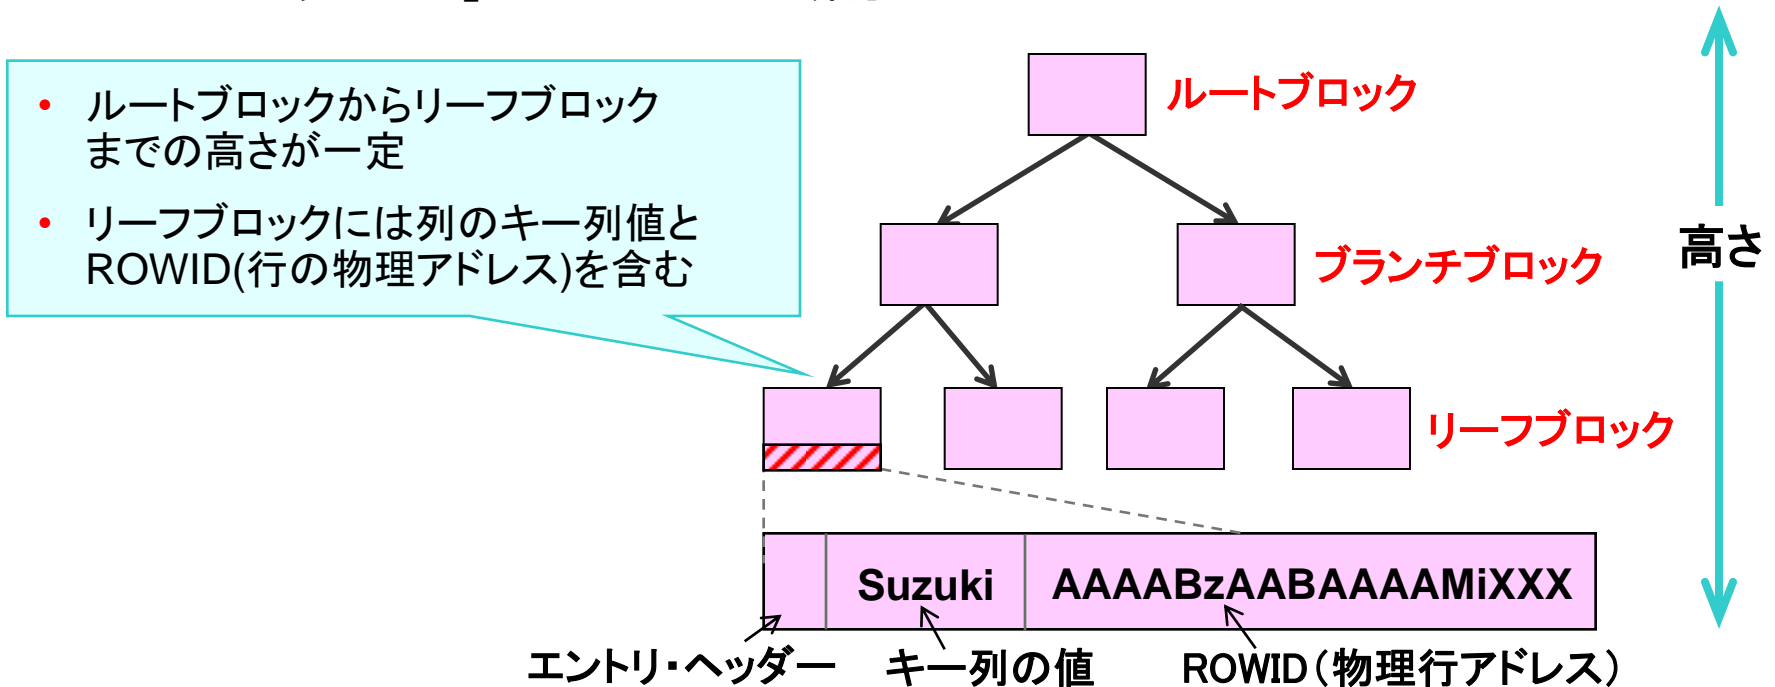 ルートブロック
• ルートブロックからリーフブロック
までの高さが一定
• リーフブロックには列のキー列値と
ROWID(行の物理アドレス)を含む
高さ
ブランチブロック
リーフブロック
Suzuki
AAAABzAABAAAAMiXXX
エントリ・ヘッダー
キー列の値
ROWID(物理行アドレス)